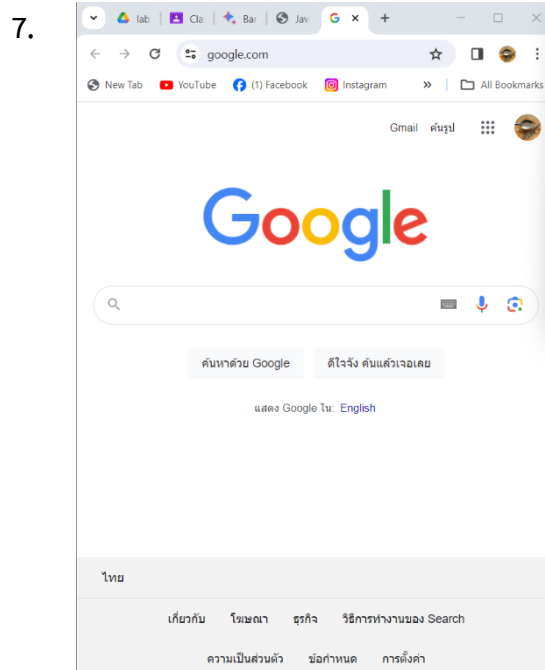 7.
lab Cla Bar Jav
google.com
New Tab YouTube (1) Facebook Instagram » All Bookmarks
Gmail ค้นรูป
Google
ค้นหาด้วย Google ดีใจจัง ค้นแล้วเจอเลย
แสดง Google ใน: English
ไทย
เกี่ยวกับ โฆษณา ธุรกิจ วิธีการทำงานของ Search
ความเป็นส่วนตัว ข้อกำหนด การตั้งค่า